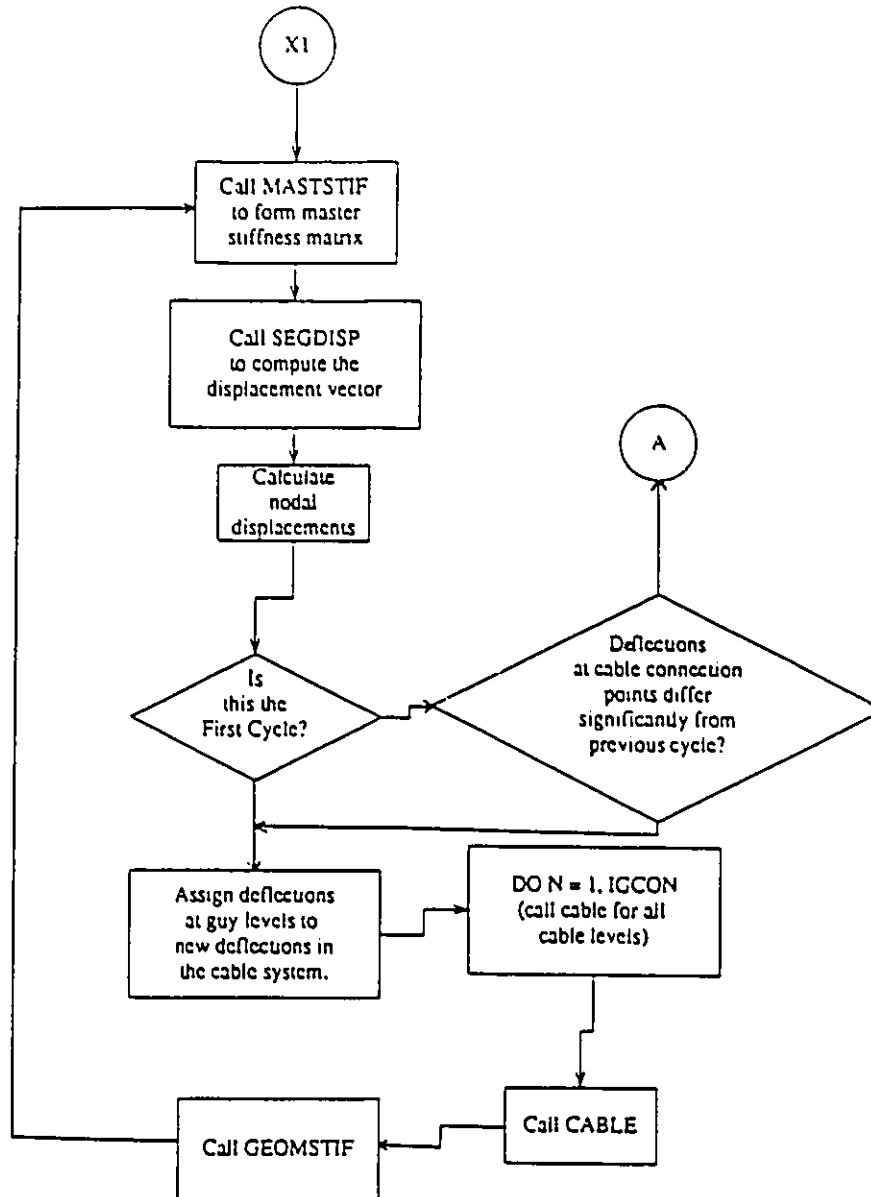 X1
Call MASTSTIF
to form master
stiffness matrix
Call SEGDISP
to compute the
displacement vector
Calculate
nodal
displacements
A
Is
this the
First Cycle?
Deflections
at cable connection
points differ
significantly from
previous cycle?
Assign deflections
at guy levels to
new deflections in
the cable system.
DO N = 1, IGCON
(call cable for all
cable levels)
Call CABLE
Call GEOMSTIF